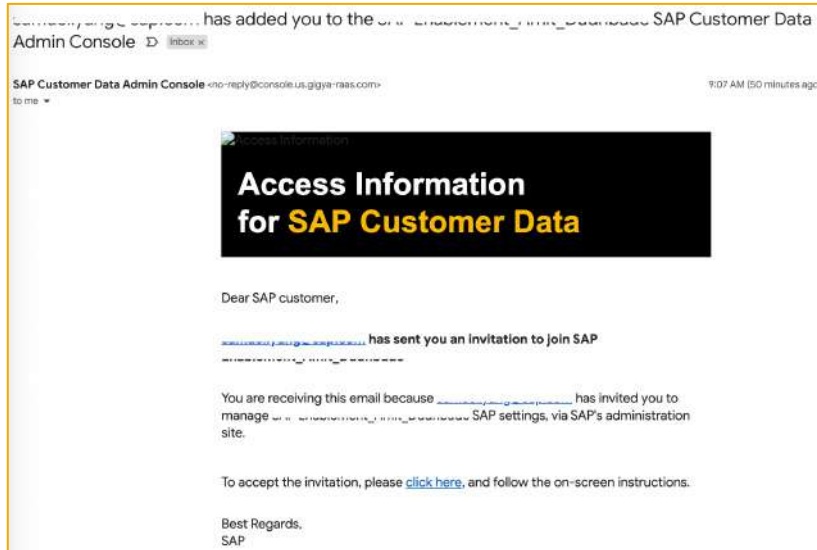 has added you to the SAP Customer Data
Admin Console Inbox ×
SAP Customer Data Admin Console <no-reply@console.us.gigya-raas.com> 9:07 AM (50 minutes ago
to me
Access Information
Access Information
for SAP Customer Data
Dear SAP customer,
has sent you an invitation to join SAP
You are receiving this email because has invited you to
manage SAP settings, via SAP's administration
site.
To accept the invitation, please click here, and follow the on-screen instructions.
Best Regards,
SAP